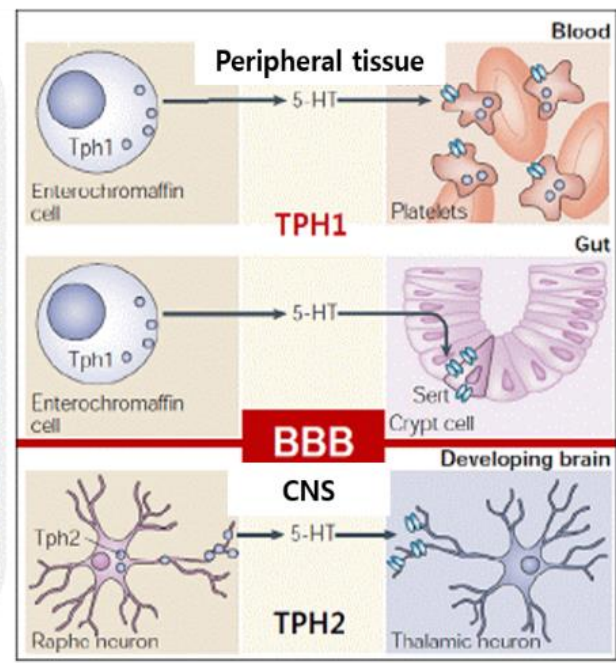 Blood
Peripheral tissue
5-HT
Tph1
Enterochromaffin
cell
Platelets
TPH1
Gut
5-HT
Tph1
Sert
Enterochromaffin
cell
Crypt cell
BBB
Developing brain
CNS
Tph2
5-HT
TPH2
Raphe neuron
Thalamic neuron